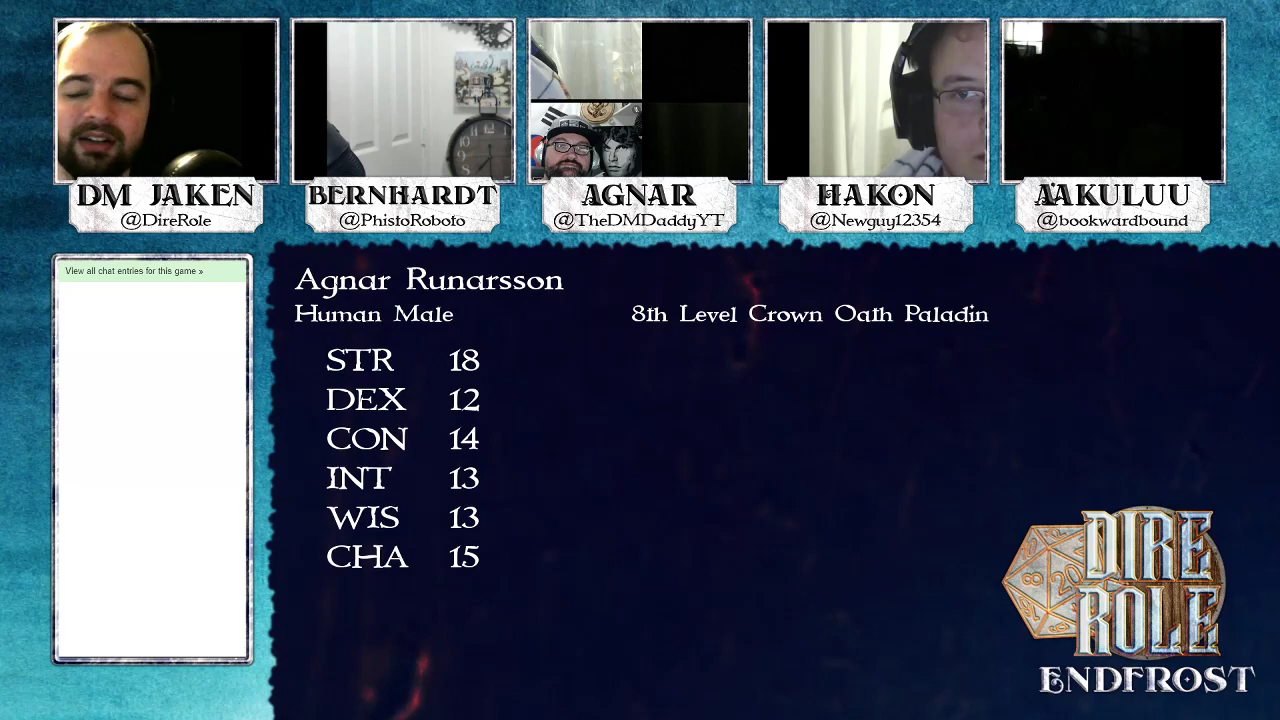 DM JAKEN
@DireRole
BERNHARDT
@PhistoRobofo
AGNAR
@TheDMDaddyYT
HAKON
@Newguy12354
AAKULUU
@bookwardbound
View all chat entries for this game »
Agnar Runarsson
Human Male
8th Level Crown Oath Paladin
STR 18
DEX 12
CON 14
INT 13
WIS 13
CHA 15
DIRE
ROLE
ENDFROST